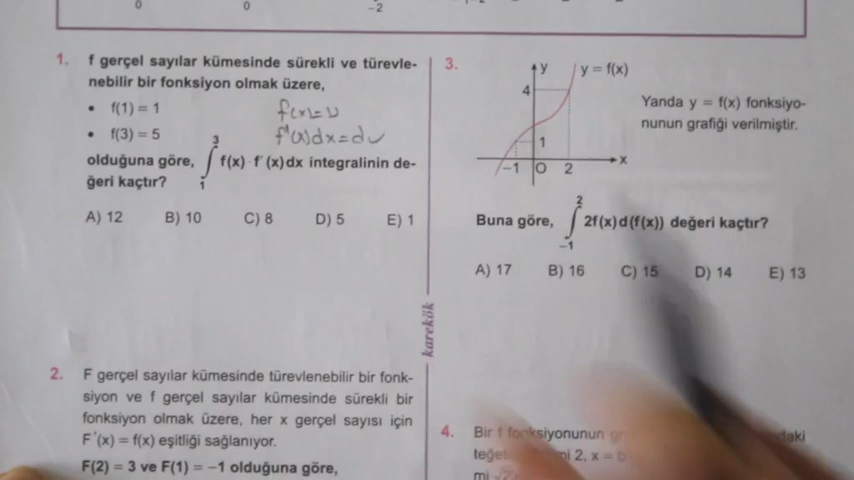 0
0
-2
1. f gerçel sayılar kümesinde sürekli ve türevle-
nebilir bir fonksiyon olmak üzere,
• f(1) = 1
• f(3) = 5
f(x)=u
f'(x)dx=du
olduğuna göre, ∫₁³ f(x) · f'(x)dx integralinin de-
ğeri kaçtır?
A) 12 B) 10 C) 8 D) 5 E) 1
2. F gerçel sayılar kümesinde türevlenebilir bir fonk-
siyon ve f gerçel sayılar kümesinde sürekli bir
fonksiyon olmak üzere, her x gerçel sayısı için
F'(x) = f(x) eşitliği sağlanıyor.
F(2) = 3 ve F(1) = -1 olduğuna göre,
karekök
3.
y
y = f(x)
4
1
-1 O 2
x
Yanda y = f(x) fonksiyo-
nunun grafiği verilmiştir.
Buna göre, ∫₋₁² 2f(x)d(f(x)) değeri kaçtır?
A) 17 B) 16 C) 15 D) 14 E) 13
4. Bir f fonksiyonunun
2, x =